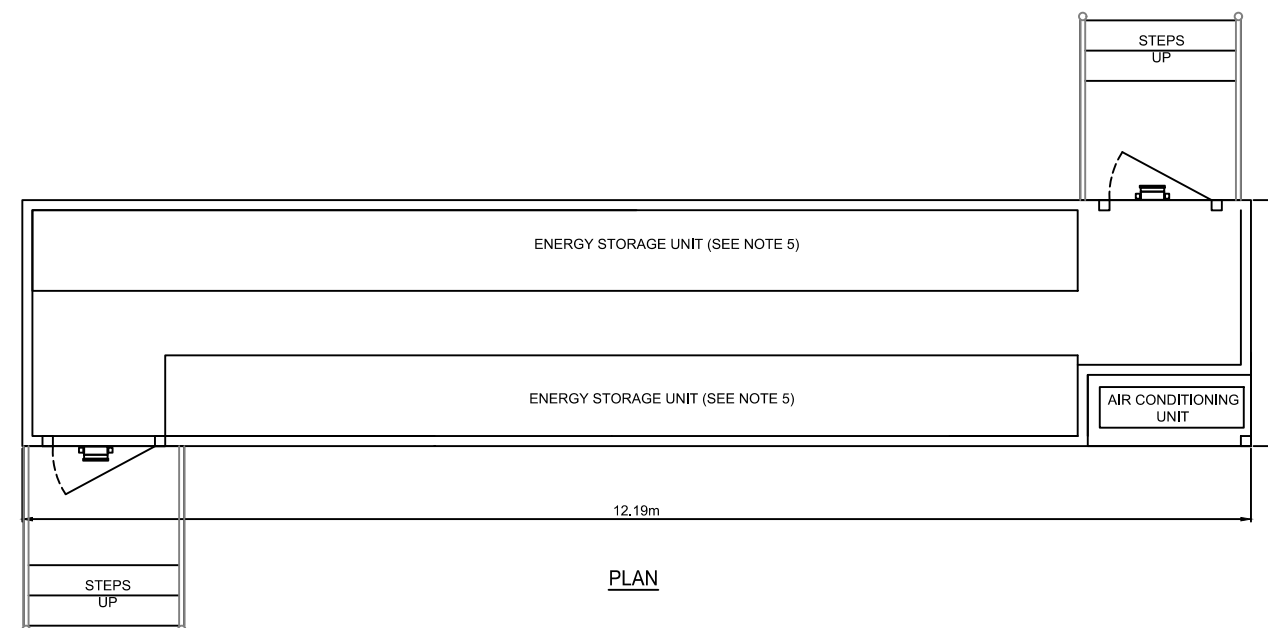 STEPS
UP
ENERGY STORAGE UNIT (SEE NOTE 5)
ENERGY STORAGE UNIT (SEE NOTE 5)
AIR CONDITIONING
UNIT
12.19m
PLAN
STEPS
UP